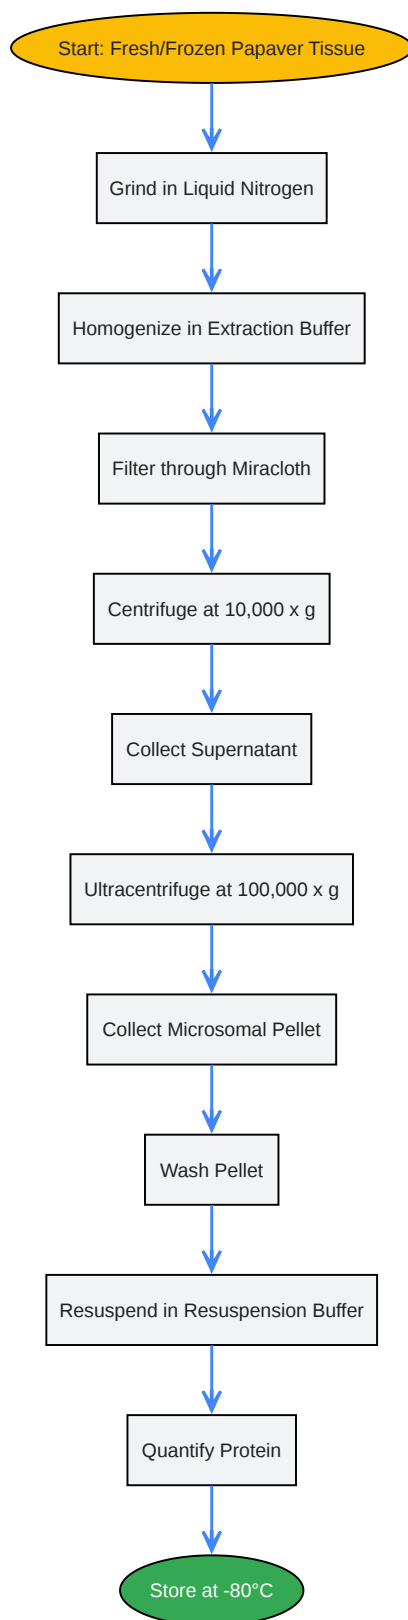 Start: Fresh/Frozen Papaver Tissue
Grind in Liquid Nitrogen
Homogenize in Extraction Buffer
Filter through Miracloth
Centrifuge at 10,000 x g
Collect Supernatant
Ultracentrifuge at 100,000 x g
Collect Microsomal Pellet
Wash Pellet
Resuspend in Resuspension Buffer
Quantify Protein
Store at -80°C